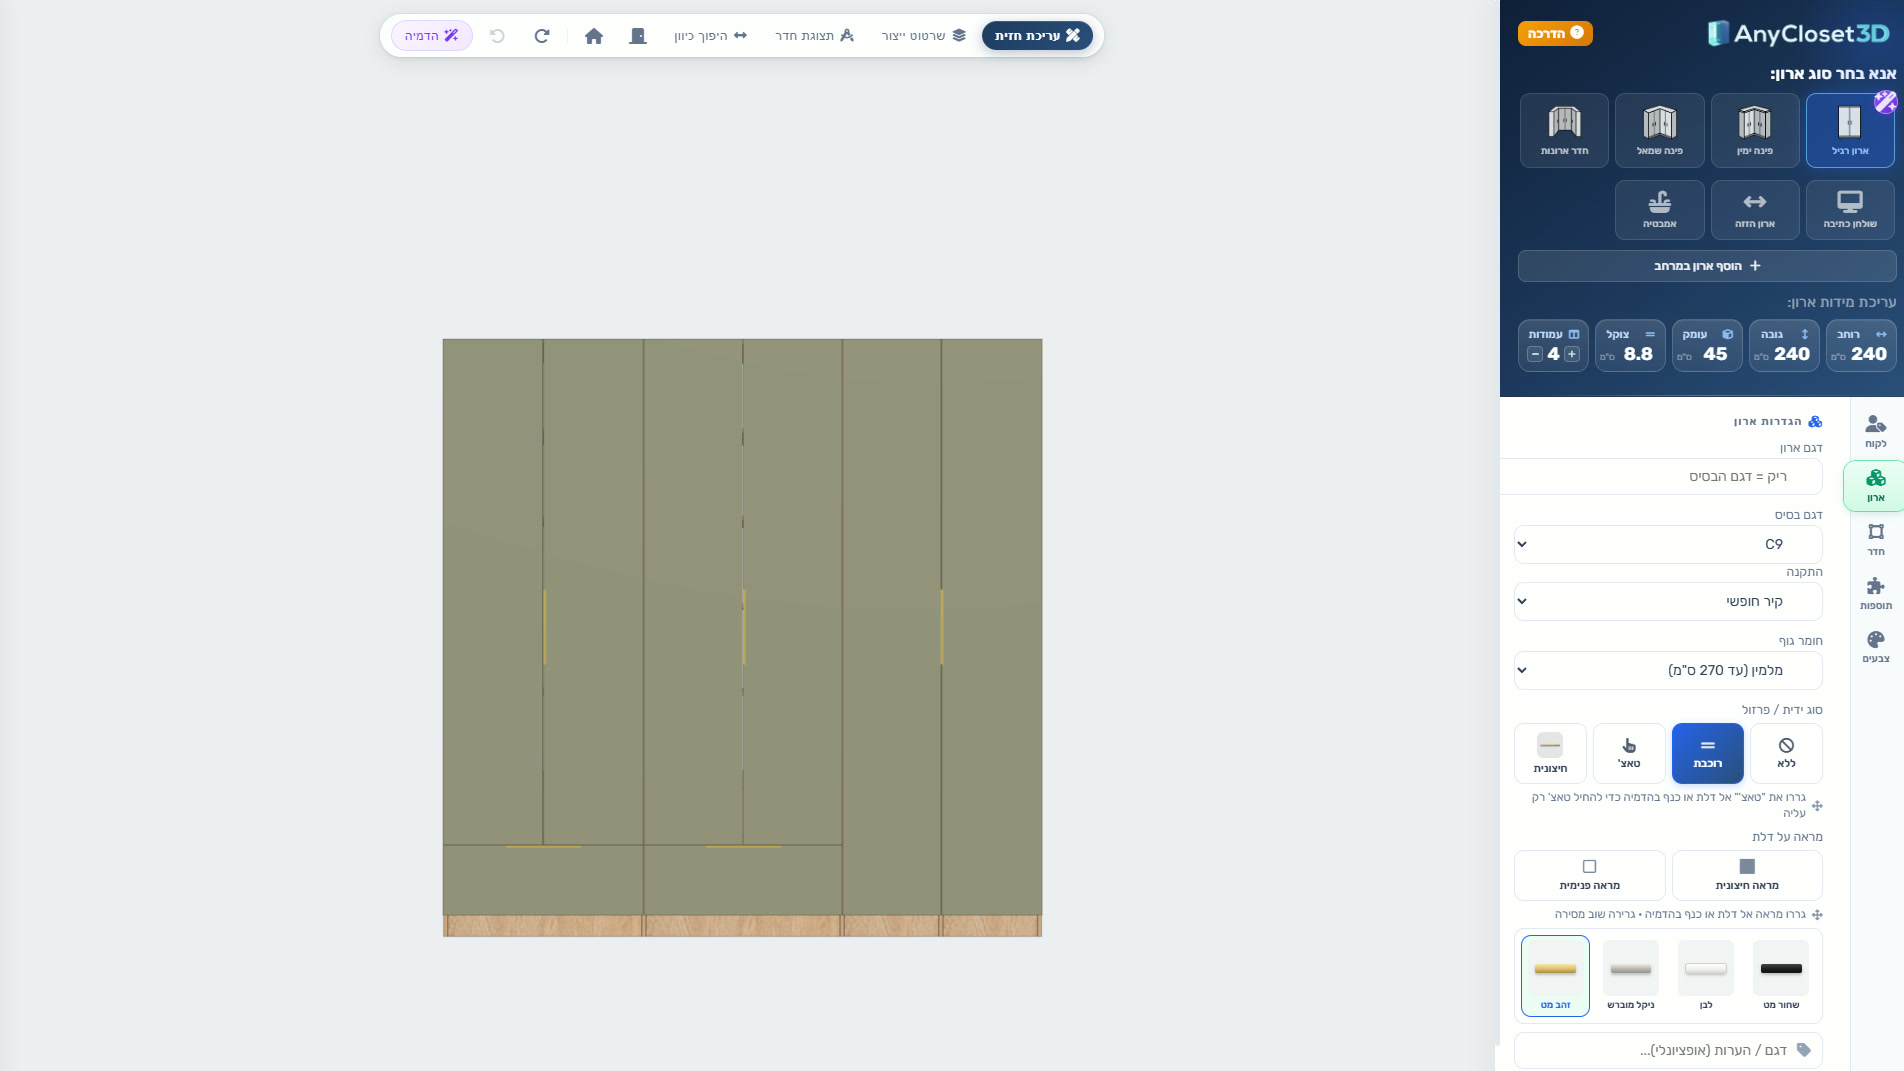 עריכת חזית
שרטוט ייצור
תצוגת חדר
היפוך כיוון
הדמיה
AnyCloset3D
הדרכה
אנא בחר סוג ארון:
ארון רגיל
פינה ימין
פינה שמאל
חדר ארונות
שולחן כתיבה
ארון הזזה
אמבטיה
+ הוסף ארון במרחב
עריכת מידות ארון:
רוחב
240 ס"מ
גובה
240 ס"מ
עומק
45 ס"מ
צוקל
8.8 ס"מ
עמודות
+ 4 −
לקוח
ארון
חדר
תוספות
צבעים
הגדרות ארון
דגם ארון
ריק = דגם הבסיס
דגם בסיס
C9
התקנה
קיר חופשי
חומר גוף
מלמין (עד 270 ס"מ)
סוג ידית / פרזול
ללא
רוכבת
טאצ'
חיצונית
גררו את "טאצ'" אל דלת או כנף בהדמיה כדי להחיל טאצ' רק
עליה
מראה על דלת
מראה חיצונית
מראה פנימית
גררו מראה אל דלת או כנף בהדמיה • גרירה שוב מסירה
שחור מט
לבן
ניקל מוברש
זהב מט
דגם / הערות (אופציונלי)...